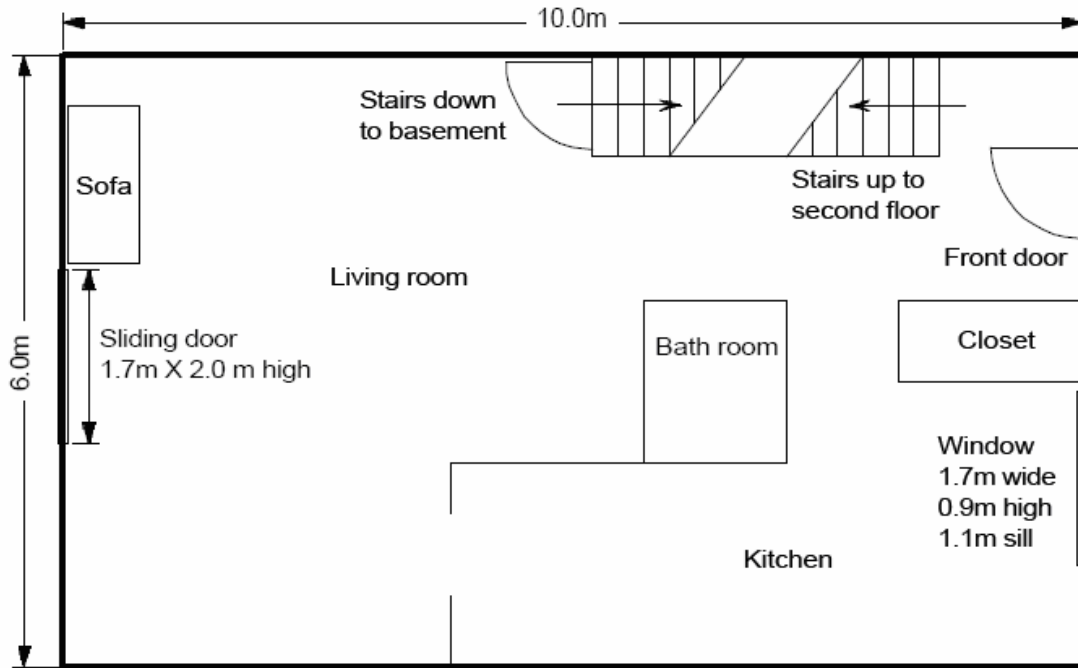 10.0m
Stairs down
to basement
Sofa
Stairs up to
second floor
Front door
Living room
6.0m
Sliding door
1.7m X 2.0 m high
Bath room
Closet
Window
1.7m wide
0.9m high
1.1m sill
Kitchen